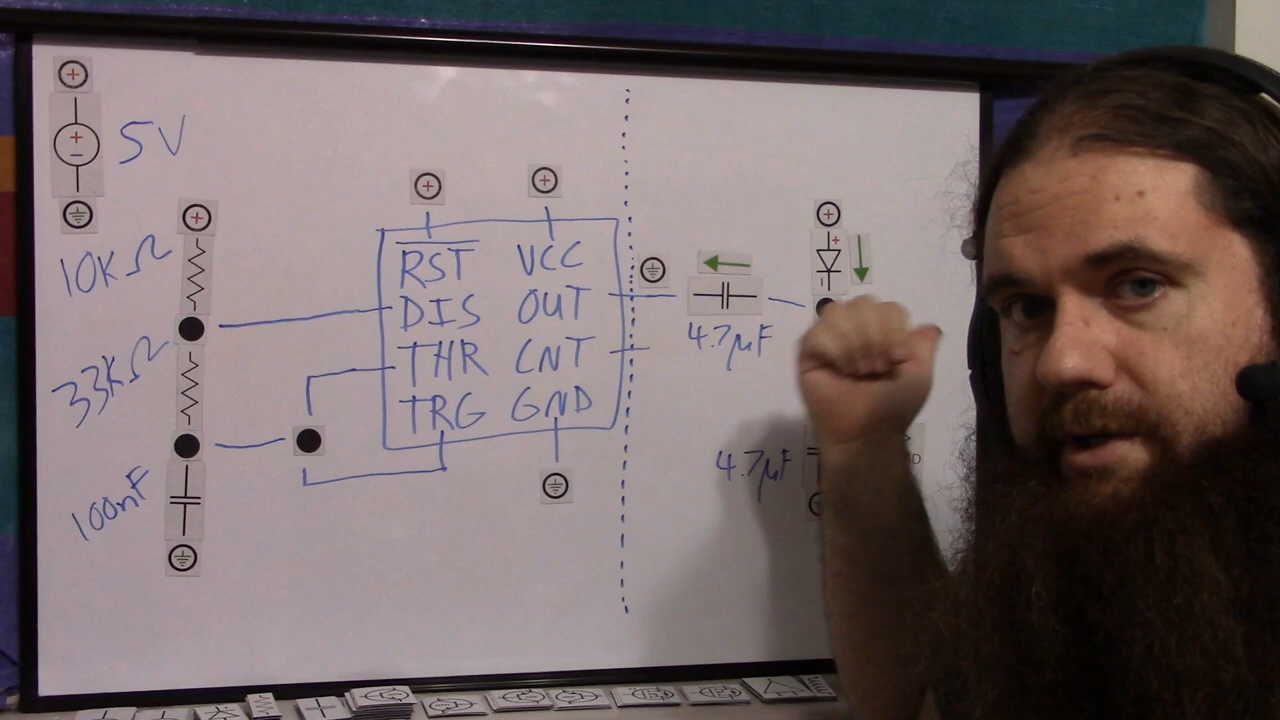 5V
10KΩ
33KΩ
100nF
RST VCC
DIS OUT
THR CNT
TRG GND
4.7μF
4.7μF